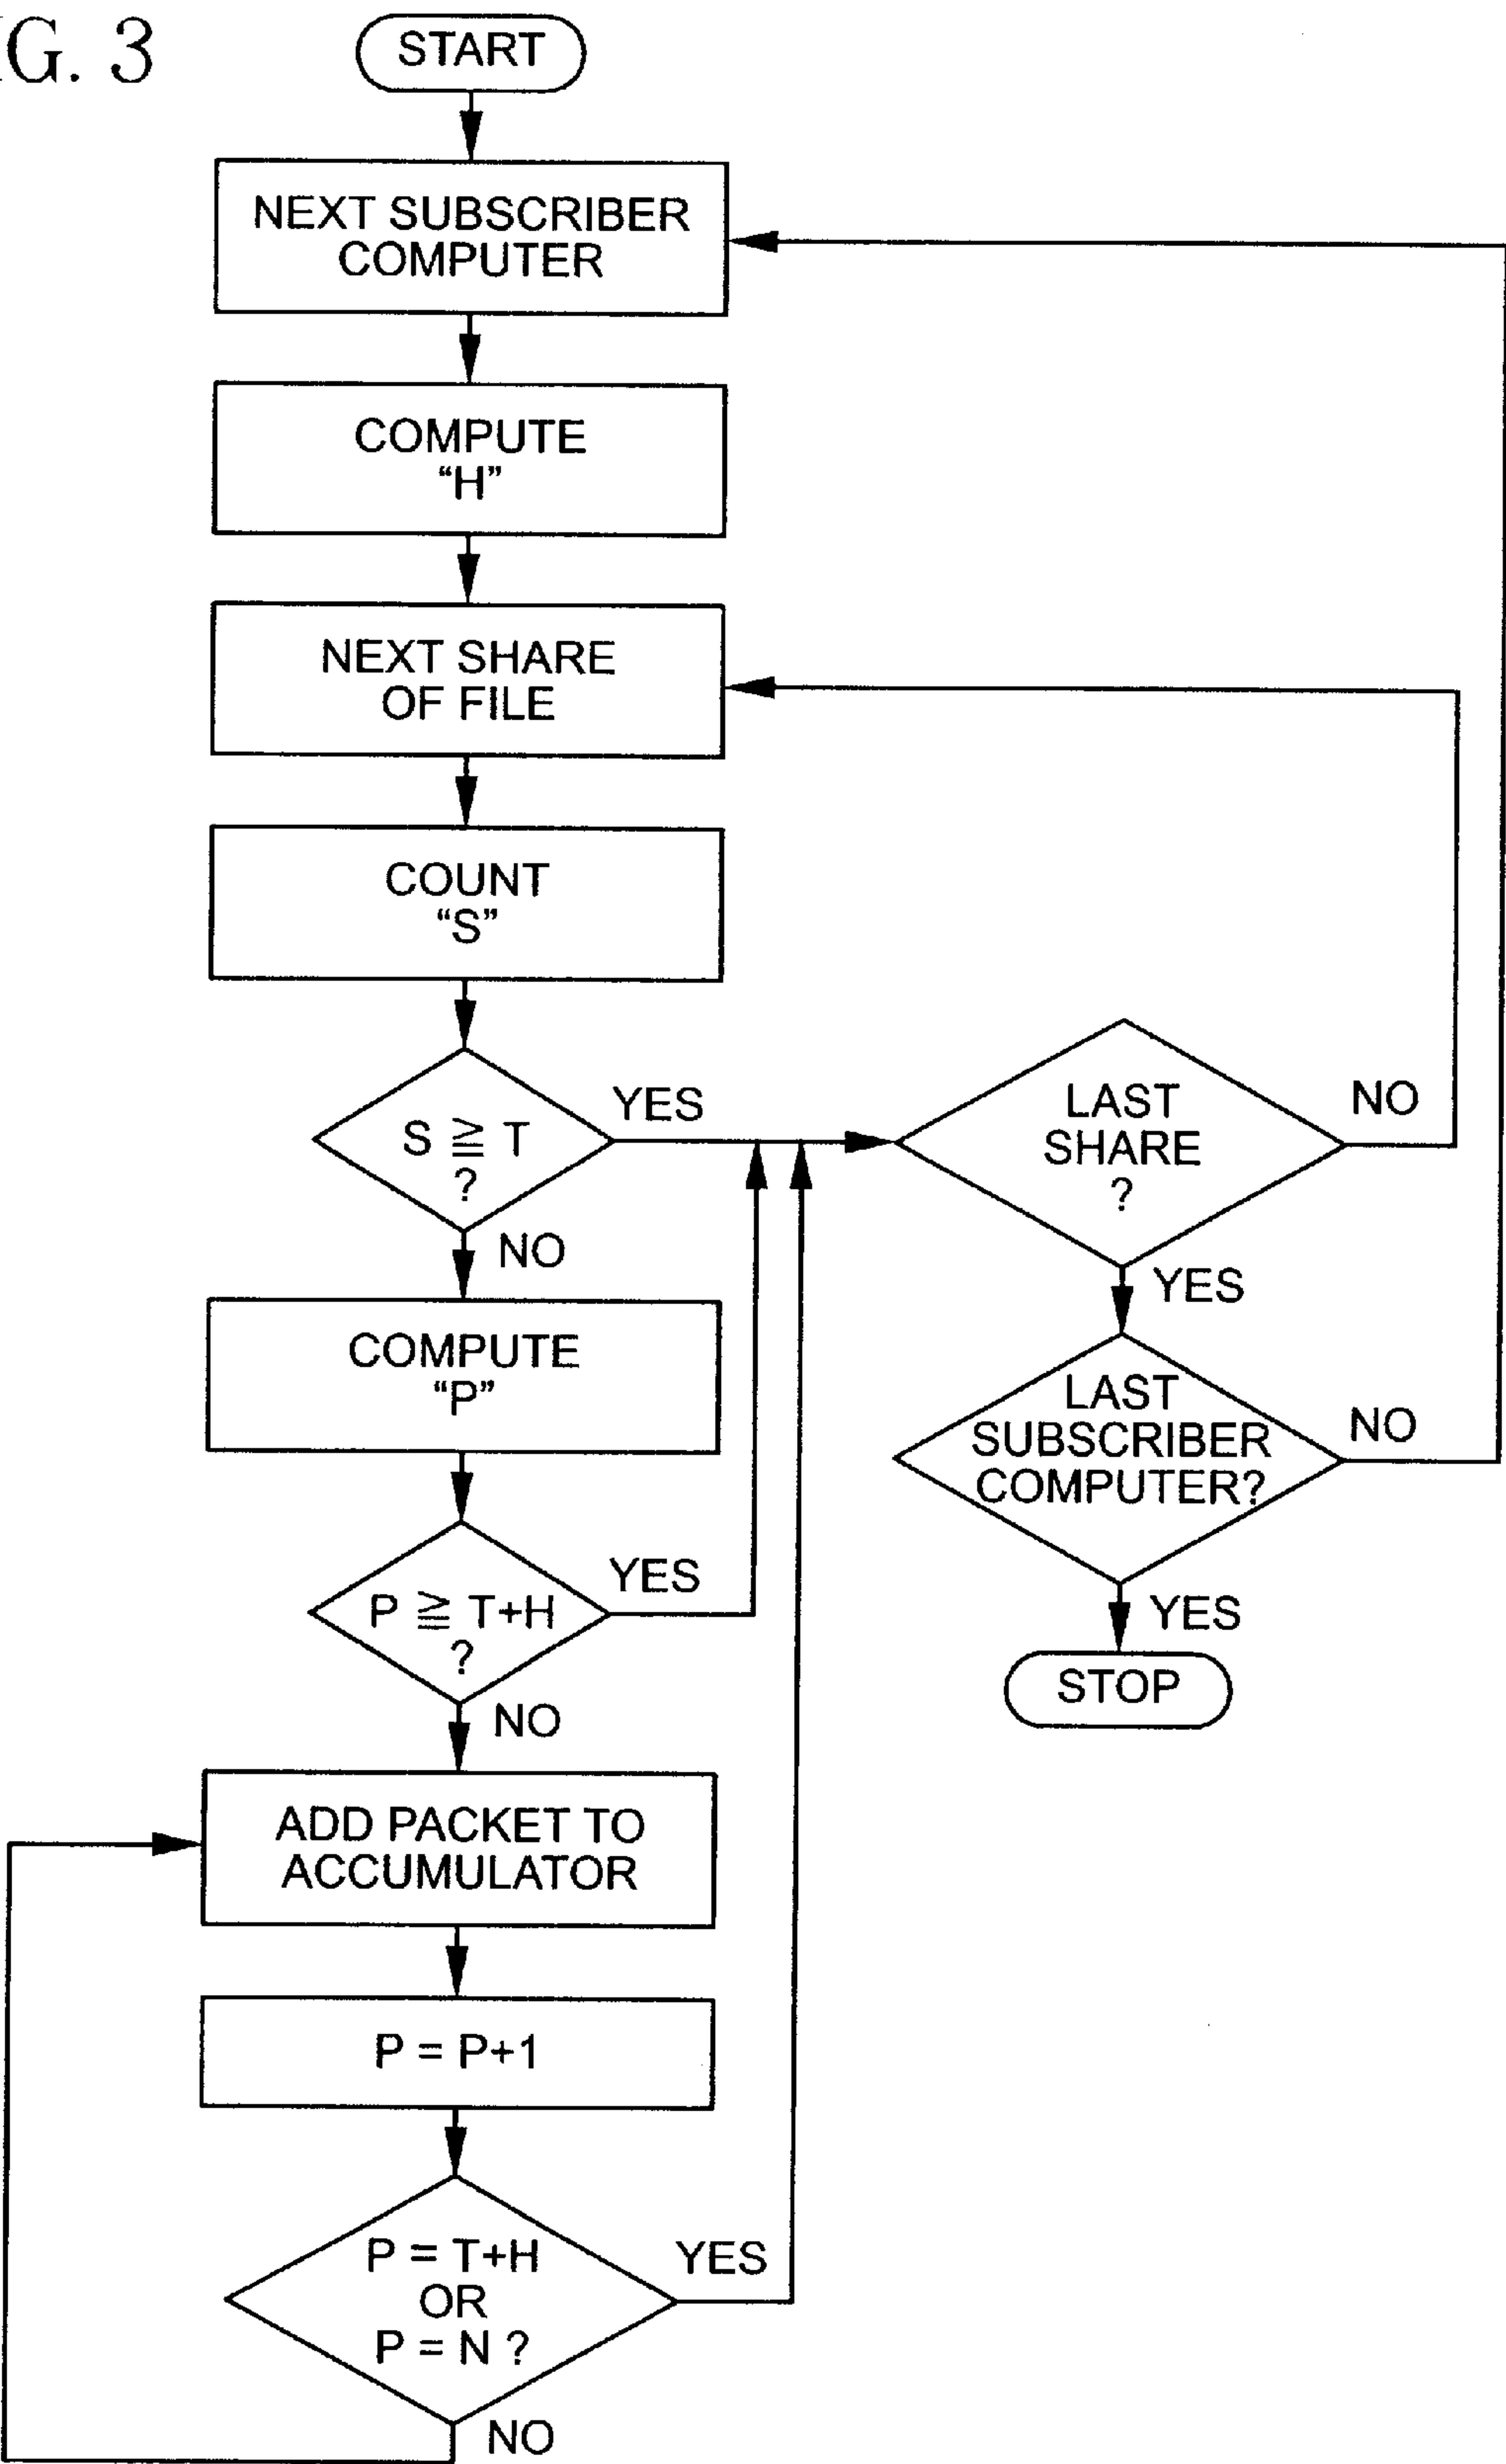 G. 3
START
NEXT SUBSCRIBER
COMPUTER
COMPUTE
“H”
NEXT SHARE
OF FILE
COUNT
“S”
S ≧ T
?
YES
NO
LAST
SHARE
?
NO
YES
COMPUTE
“P”
LAST
SUBSCRIBER
COMPUTER?
NO
YES
STOP
P ≧ T+H
?
YES
NO
ADD PACKET TO
ACCUMULATOR
P = P+1
P = T+H
OR
P = N ?
YES
NO